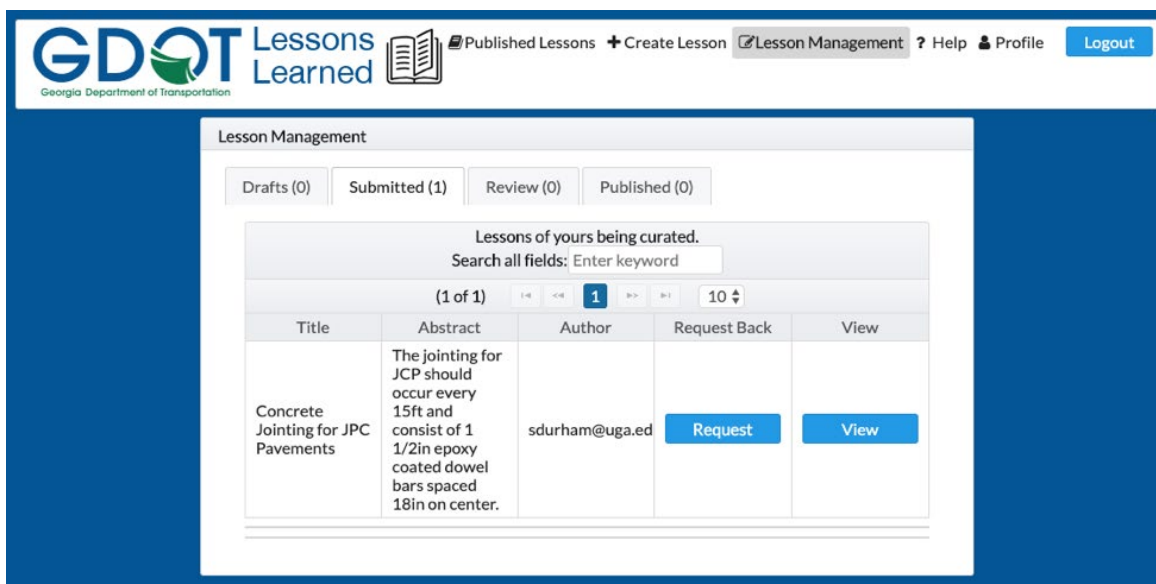 GDOT Lessons Learned
Georgia Department of Transportation
Published Lessons + Create Lesson Lesson Management ? Help Profile Logout
Lesson Management
Drafts (0) Submitted (1) Review (0) Published (0)
Lessons of yours being curated.
Search all fields: Enter keyword
(1 of 1) 1 10
Title Abstract Author Request Back View
Concrete
Jointing for JPC
Pavements
The jointing for
JCP should
occur every
15ft and
consist of 1
1/2in epoxy
coated dowel
bars spaced
18in on center.
sdurham@uga.ed
Request
View